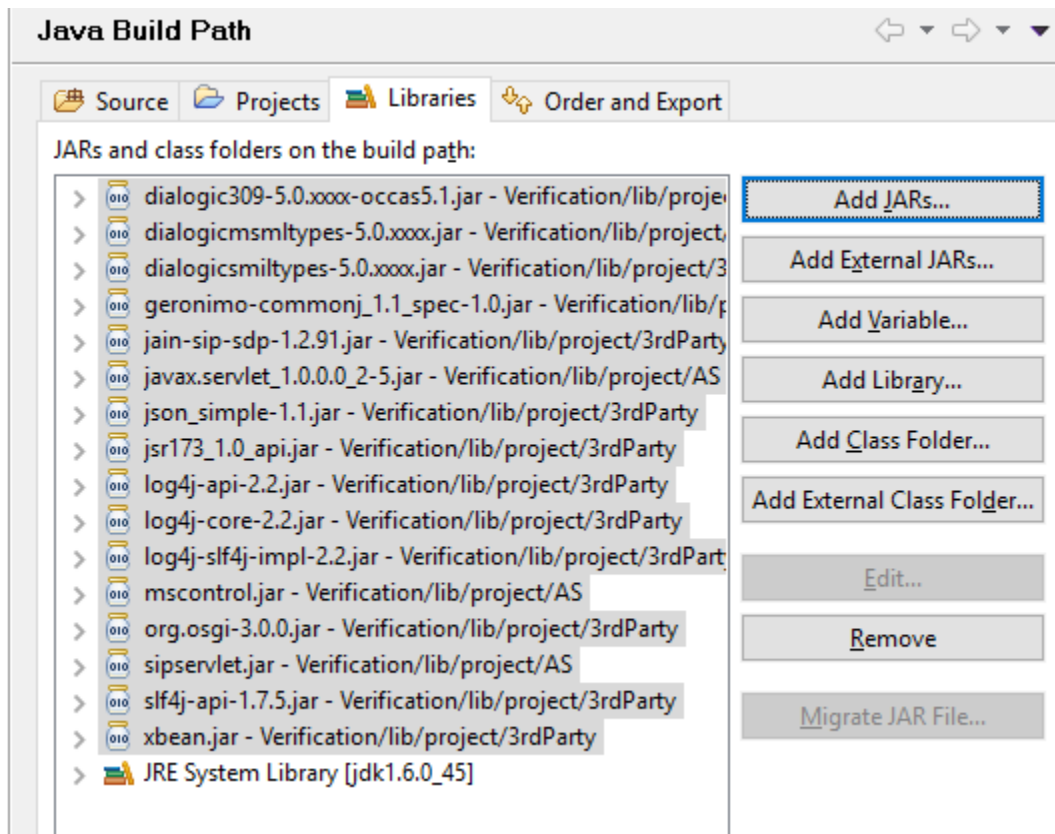 Java Build Path
Source Projects Libraries Order and Export
JARs and class folders on the build path:
dialogic309-5.0.xxxx-occas5.1.jar - Verification/lib/proje
dialogicmsmltypes-5.0.xxxx.jar - Verification/lib/project/
dialogicsmiltypes-5.0.xxxx.jar - Verification/lib/project/3
geronimo-commonj_1.1_spec-1.0.jar - Verification/lib/p
jain-sip-sdp-1.2.91.jar - Verification/lib/project/3rdParty
javax.servlet_1.0.0.0_2-5.jar - Verification/lib/project/AS
json_simple-1.1.jar - Verification/lib/project/3rdParty
jsr173_1.0_api.jar - Verification/lib/project/3rdParty
log4j-api-2.2.jar - Verification/lib/project/3rdParty
log4j-core-2.2.jar - Verification/lib/project/3rdParty
log4j-slf4j-impl-2.2.jar - Verification/lib/project/3rdPart
mscontrol.jar - Verification/lib/project/AS
org.osgi-3.0.0.jar - Verification/lib/project/3rdParty
sipservlet.jar - Verification/lib/project/AS
slf4j-api-1.7.5.jar - Verification/lib/project/3rdParty
xbean.jar - Verification/lib/project/3rdParty
JRE System Library [jdk1.6.0_45]
Add JARs...
Add External JARs...
Add Variable...
Add Library...
Add Class Folder...
Add External Class Folder...
Edit...
Remove
Migrate JAR File...